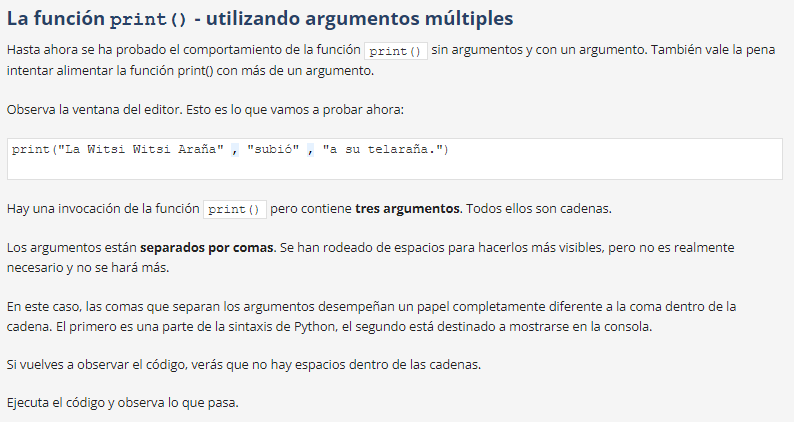 La función print() - utilizando argumentos múltiples
Hasta ahora se ha probado el comportamiento de la función print() sin argumentos y con un argumento. También vale la pena
intentar alimentar la función print() con más de un argumento.
Observa la ventana del editor. Esto es lo que vamos a probar ahora:
print("La Witsi Witsi Araña" , "subió" , "a su telaraña.")
Hay una invocación de la función print() pero contiene tres argumentos. Todos ellos son cadenas.
Los argumentos están separados por comas. Se han rodeado de espacios para hacerlos más visibles, pero no es realmente
necesario y no se hará más.
En este caso, las comas que separan los argumentos desempeñan un papel completamente diferente a la coma dentro de la
cadena. El primero es una parte de la sintaxis de Python, el segundo está destinado a mostrarse en la consola.
Si vuelves a observar el código, verás que no hay espacios dentro de las cadenas.
Ejecuta el código y observa lo que pasa.